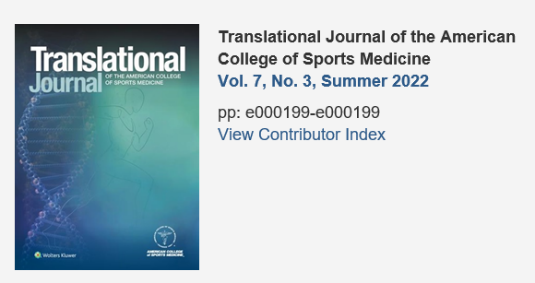 Translational
Journal
OF THE AMERICAN COLLEGE
OF SPORTS MEDICINE
AMERICAN COLLEGE
of SPORTS MEDICINE
Wolters Kluwer
Translational Journal of the American
College of Sports Medicine
Vol. 7, No. 3, Summer 2022
pp: e000199-e000199
View Contributor Index